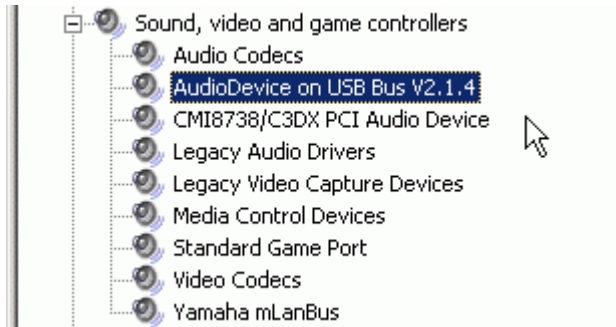 Sound, video and game controllers
Audio Codecs
AudioDevice on USB Bus V2.1.4
CMI8738/C3DX PCI Audio Device
Legacy Audio Drivers
Legacy Video Capture Devices
Media Control Devices
Standard Game Port
Video Codecs
Yamaha mLanBus